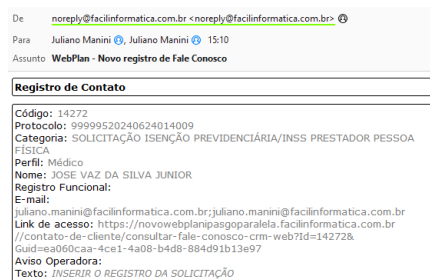 De noreply@facilinformatica.com.br <noreply@facilinformatica.com.br>
Para Juliano Manini, Juliano Manini 15:10
Assunto WebPlan - Novo registro de Fale Conosco
Registro de Contato
Código: 14272
Protocolo: 99999520240624014009
Categoria: SOLICITAÇÃO ISENÇÃO PREVIDENCIÁRIA/INSS PRESTADOR PESSOA
FÍSICA
Perfil: Médico
Nome: JOSE VAZ DA SILVA JUNIOR
Registro Funcional:
E-mail:
juliano.manini@facilinformatica.com.br;juliano.manini@facilinformatica.com.br
Link de acesso: https://novowebplanipasgoparalela.facilinformatica.com.br
//contato-de-cliente/consultar-fale-conosco-crm-web?Id=14272&
Guid=ea060caa-4ce1-4a08-b4d8-884d91b13e97
Aviso Operadora:
Texto: INSERIR O REGISTRO DA SOLICITAÇÃO